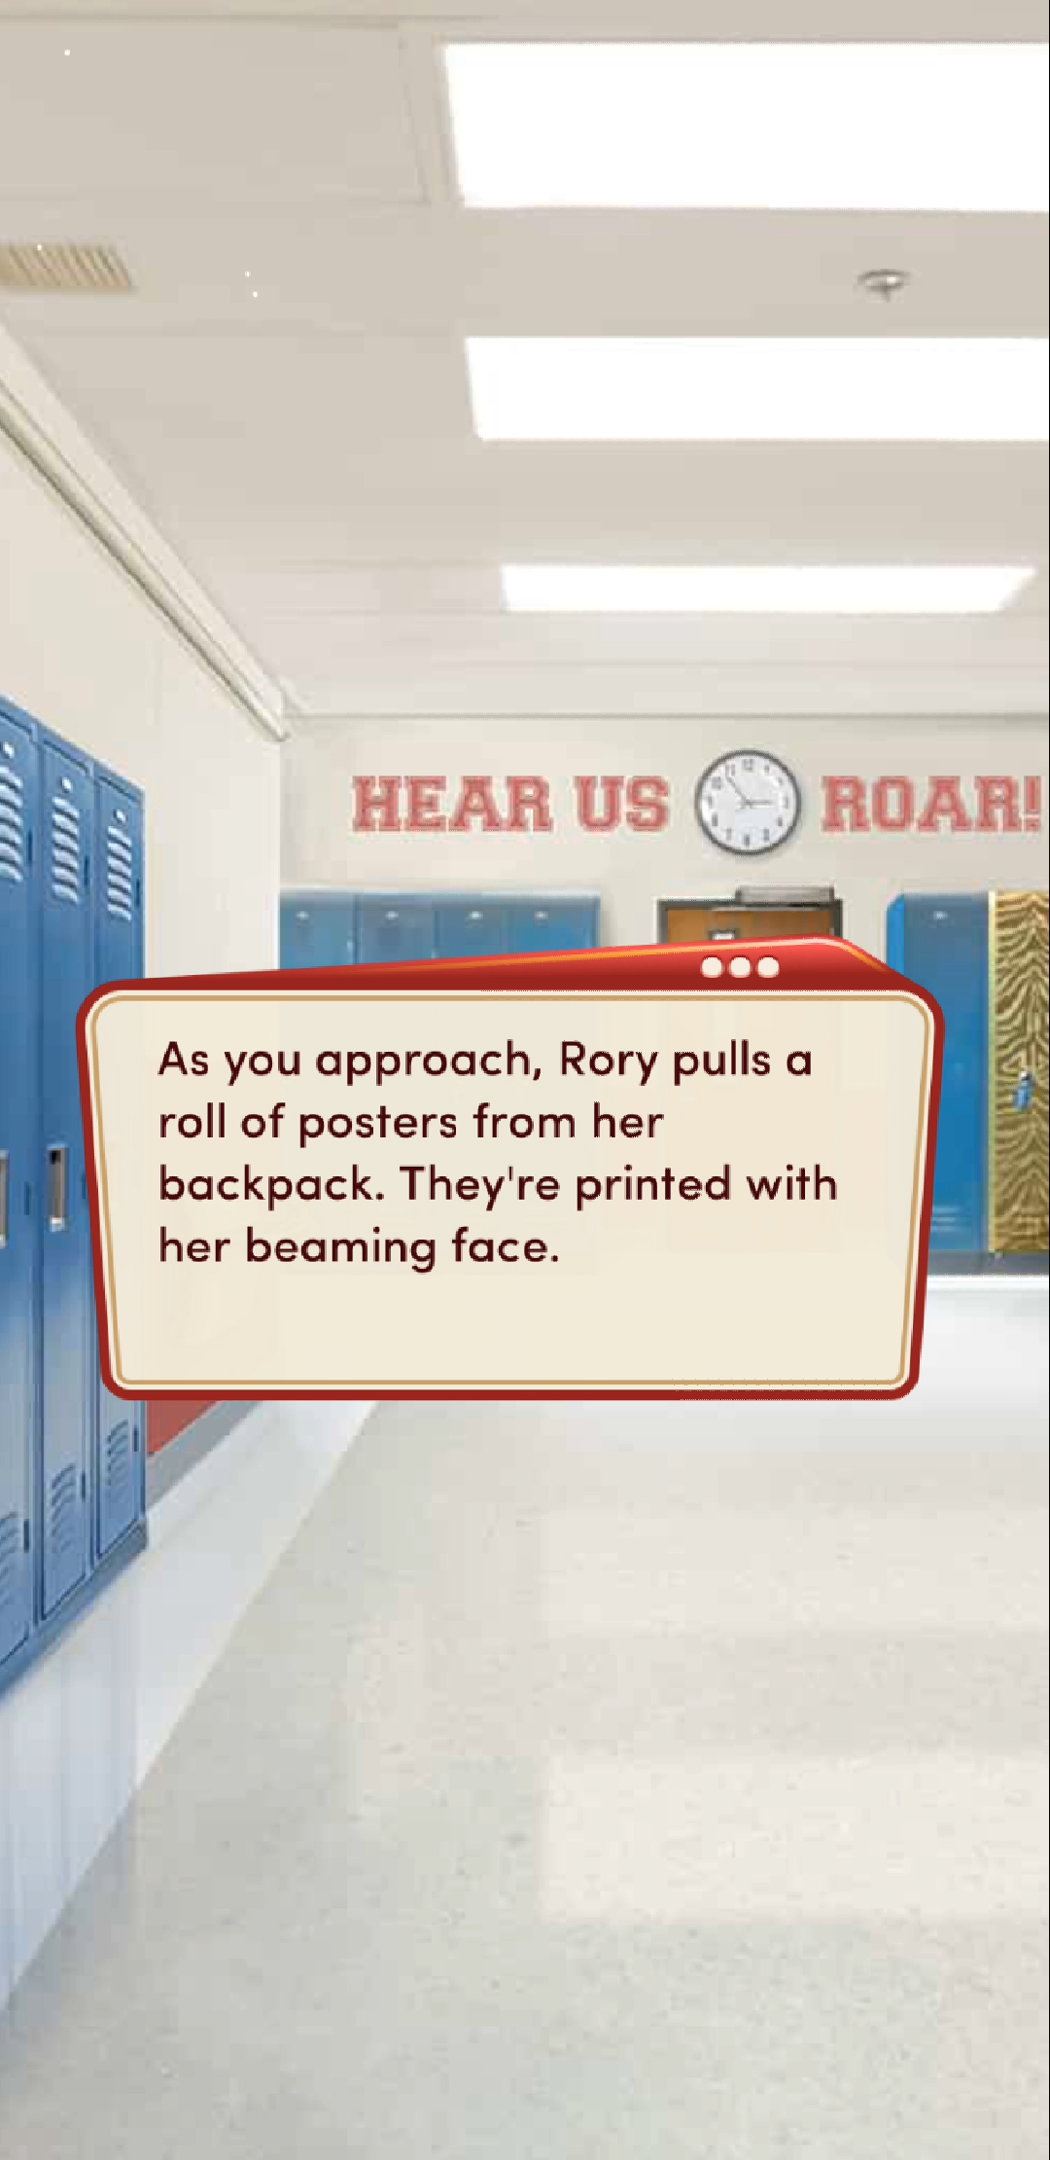 HEAR US ROAR!
As you approach, Rory pulls a
roll of posters from her
backpack. They're printed with
her beaming face.